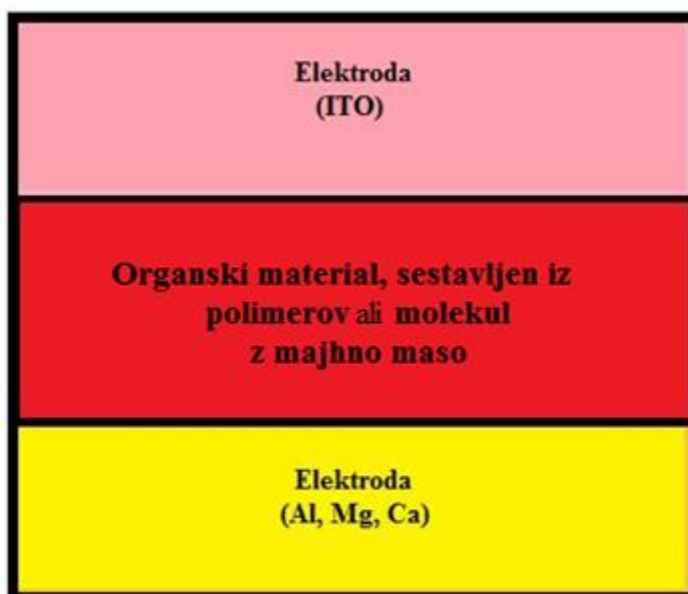 Elektroda
(ITO)
Organski material, sestavljen iz
polimerov ali molekul
z majhno maso
Elektroda
(Al, Mg, Ca)